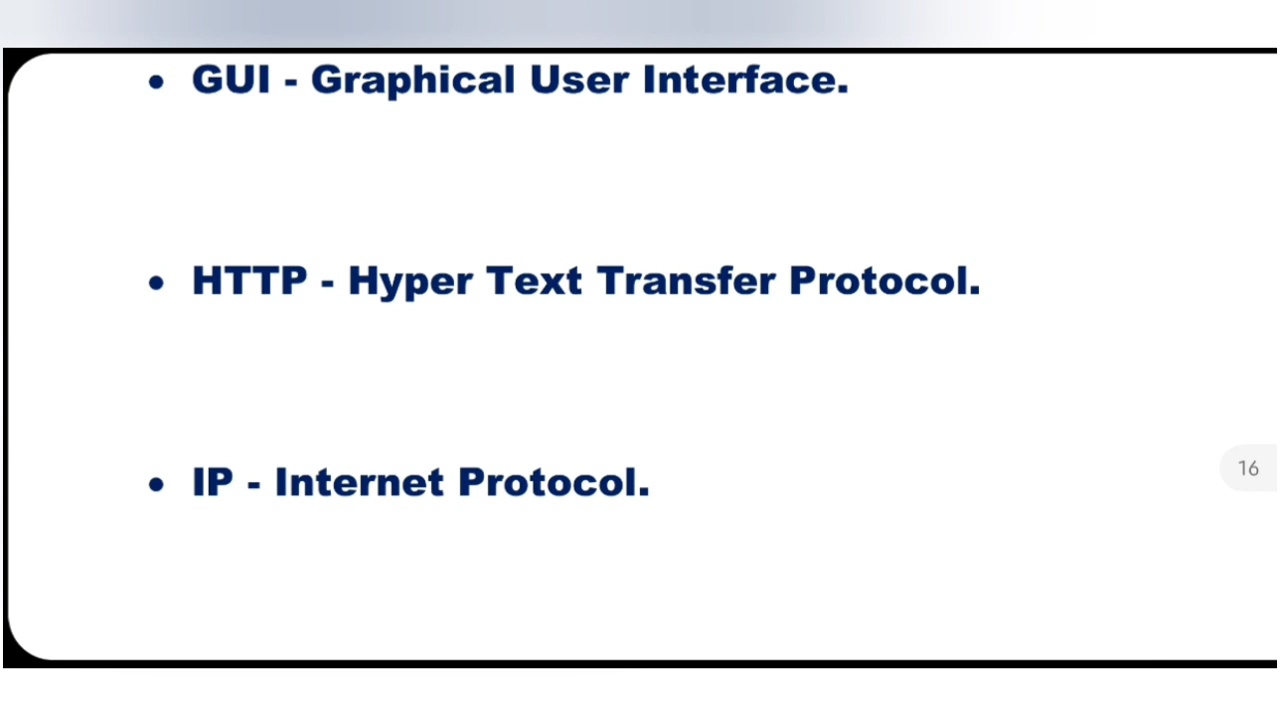 • GUI - Graphical User Interface.
• HTTP - Hyper Text Transfer Protocol.
16
• IP - Internet Protocol.